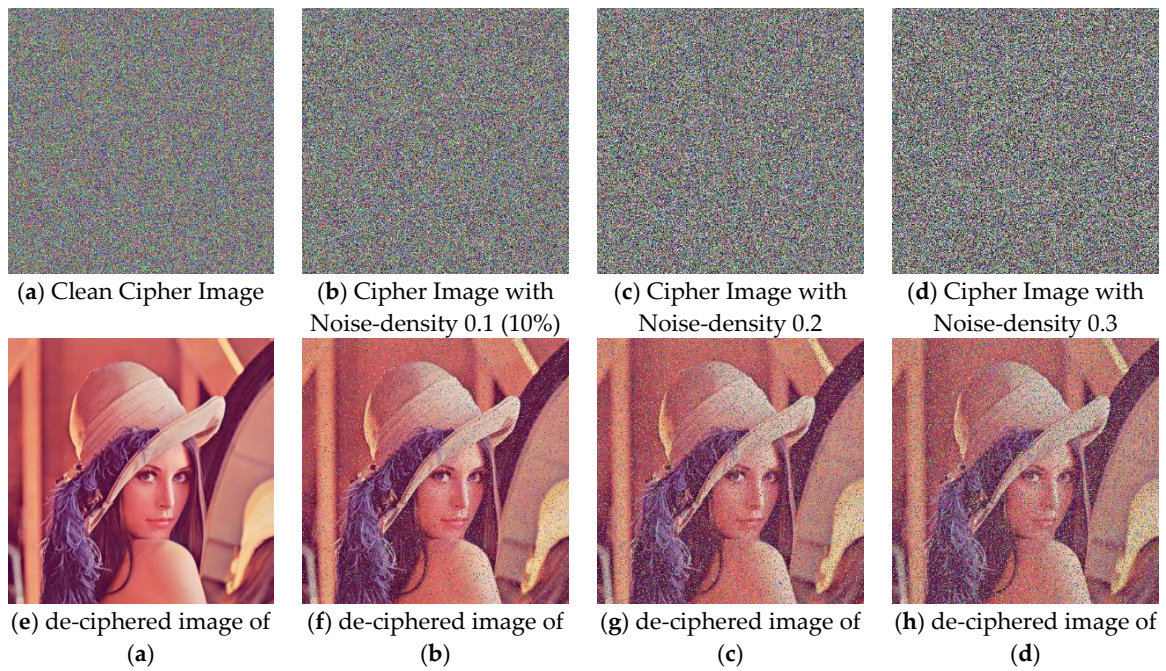 (a) Clean Cipher Image
(b) Cipher Image with
Noise-density 0.1 (10%)
(c) Cipher Image with
Noise-density 0.2
(d) Cipher Image with
Noise-density 0.3
(e) de-ciphered image of
(a)
(f) de-ciphered image of
(b)
(g) de-ciphered image of
(c)
(h) de-ciphered image of
(d)